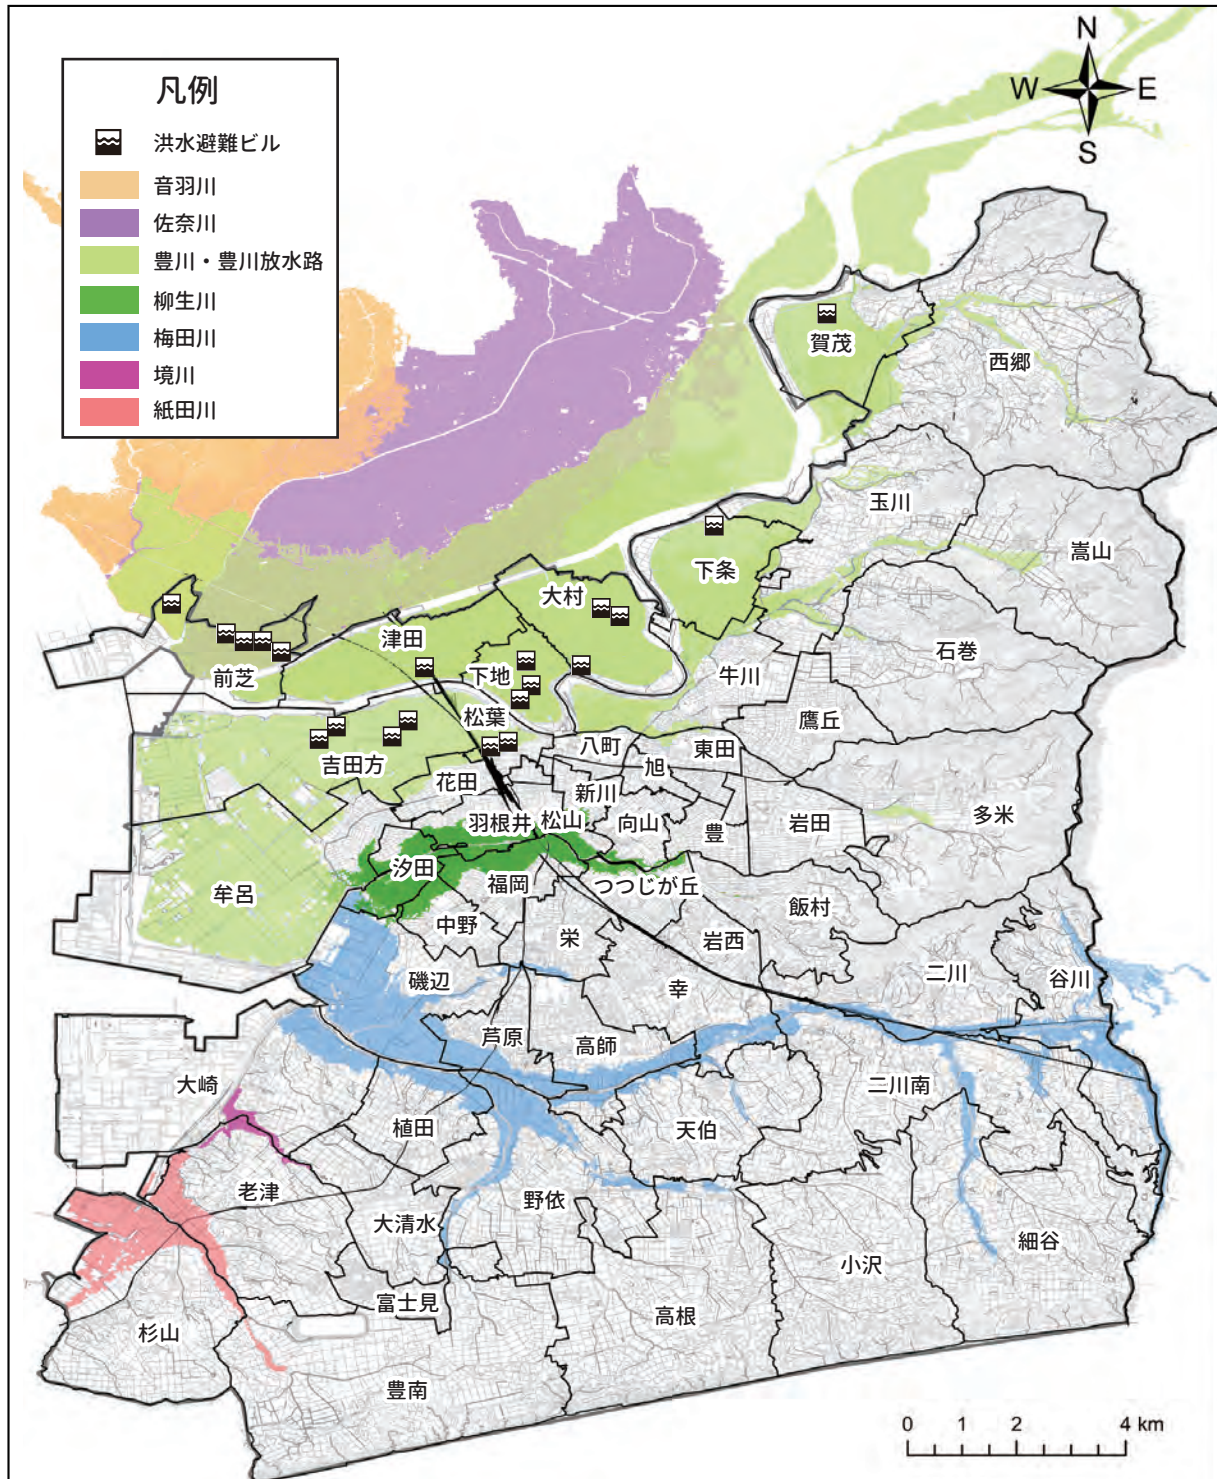 N
W E
S
凡例
洪水避難ビル
音羽川
佐奈川
豊川・豊川放水路
柳生川
梅田川
境川
紙田川
賀茂
西郷
玉川
嵩山
下条
大村
津田
下地
石巻
前芝
牛川
松葉
鷹丘
八町
東田
吉田方
旭
花田
新川
多米
羽根井
松山
向山
豊
岩田
汐田
福岡
つつじが丘
牟呂
飯村
中野
栄
岩西
磯辺
幸
二川
谷川
芦原
高師
大崎
二川南
植田
天伯
老津
野依
大清水
細谷
小沢
富士見
高根
杉山
豊南
0 1 2 4 km